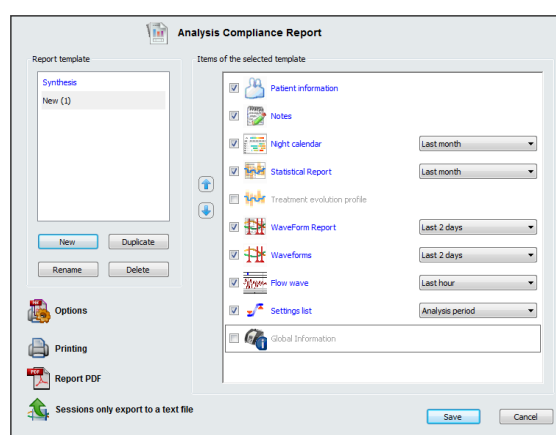 Analysis Compliance Report
Report template
Items of the selected template
Synthesis
New (1)
New
Duplicate
Rename
Delete
Patient information
Notes
Night calendar
Last month
Statistical Report
Last month
Treatment evolution profile
WaveForm Report
Last 2 days
Waveforms
Last 2 days
Flow wave
Last hour
Settings list
Analysis period
Global Information
Options
Printing
PDF
Report PDF
Sessions only export to a text file
Save
Cancel